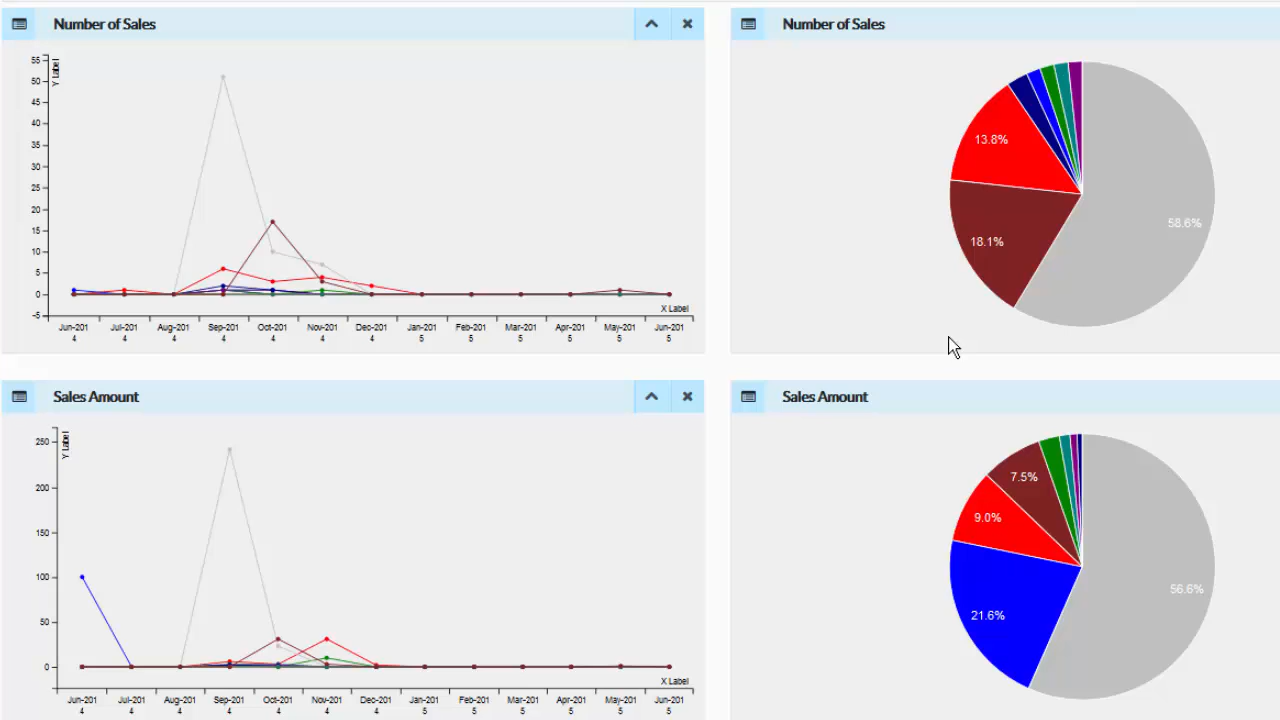 Number of Sales
Y Label
55
50
45
40
35
30
25
20
15
10
5
0
-5
X Label
Jun-201 Jul-201 Aug-201 Sep-201 Oct-201 Nov-201 Dec-201 Jan-201 Feb-201 Mar-201 Apr-201 May-201 Jun-201
4 4 4 4 4 4 4 5 5 5 5 5 5
Number of Sales
13.8%
58.6%
18.1%
Sales Amount
Y Label
250
200
150
100
50
0
X Label
Jun-201 Jul-201 Aug-201 Sep-201 Oct-201 Nov-201 Dec-201 Jan-201 Feb-201 Mar-201 Apr-201 May-201 Jun-201
4 4 4 4 4 4 4 5 5 5 5 5 5
Sales Amount
7.5%
9.0%
56.6%
21.6%